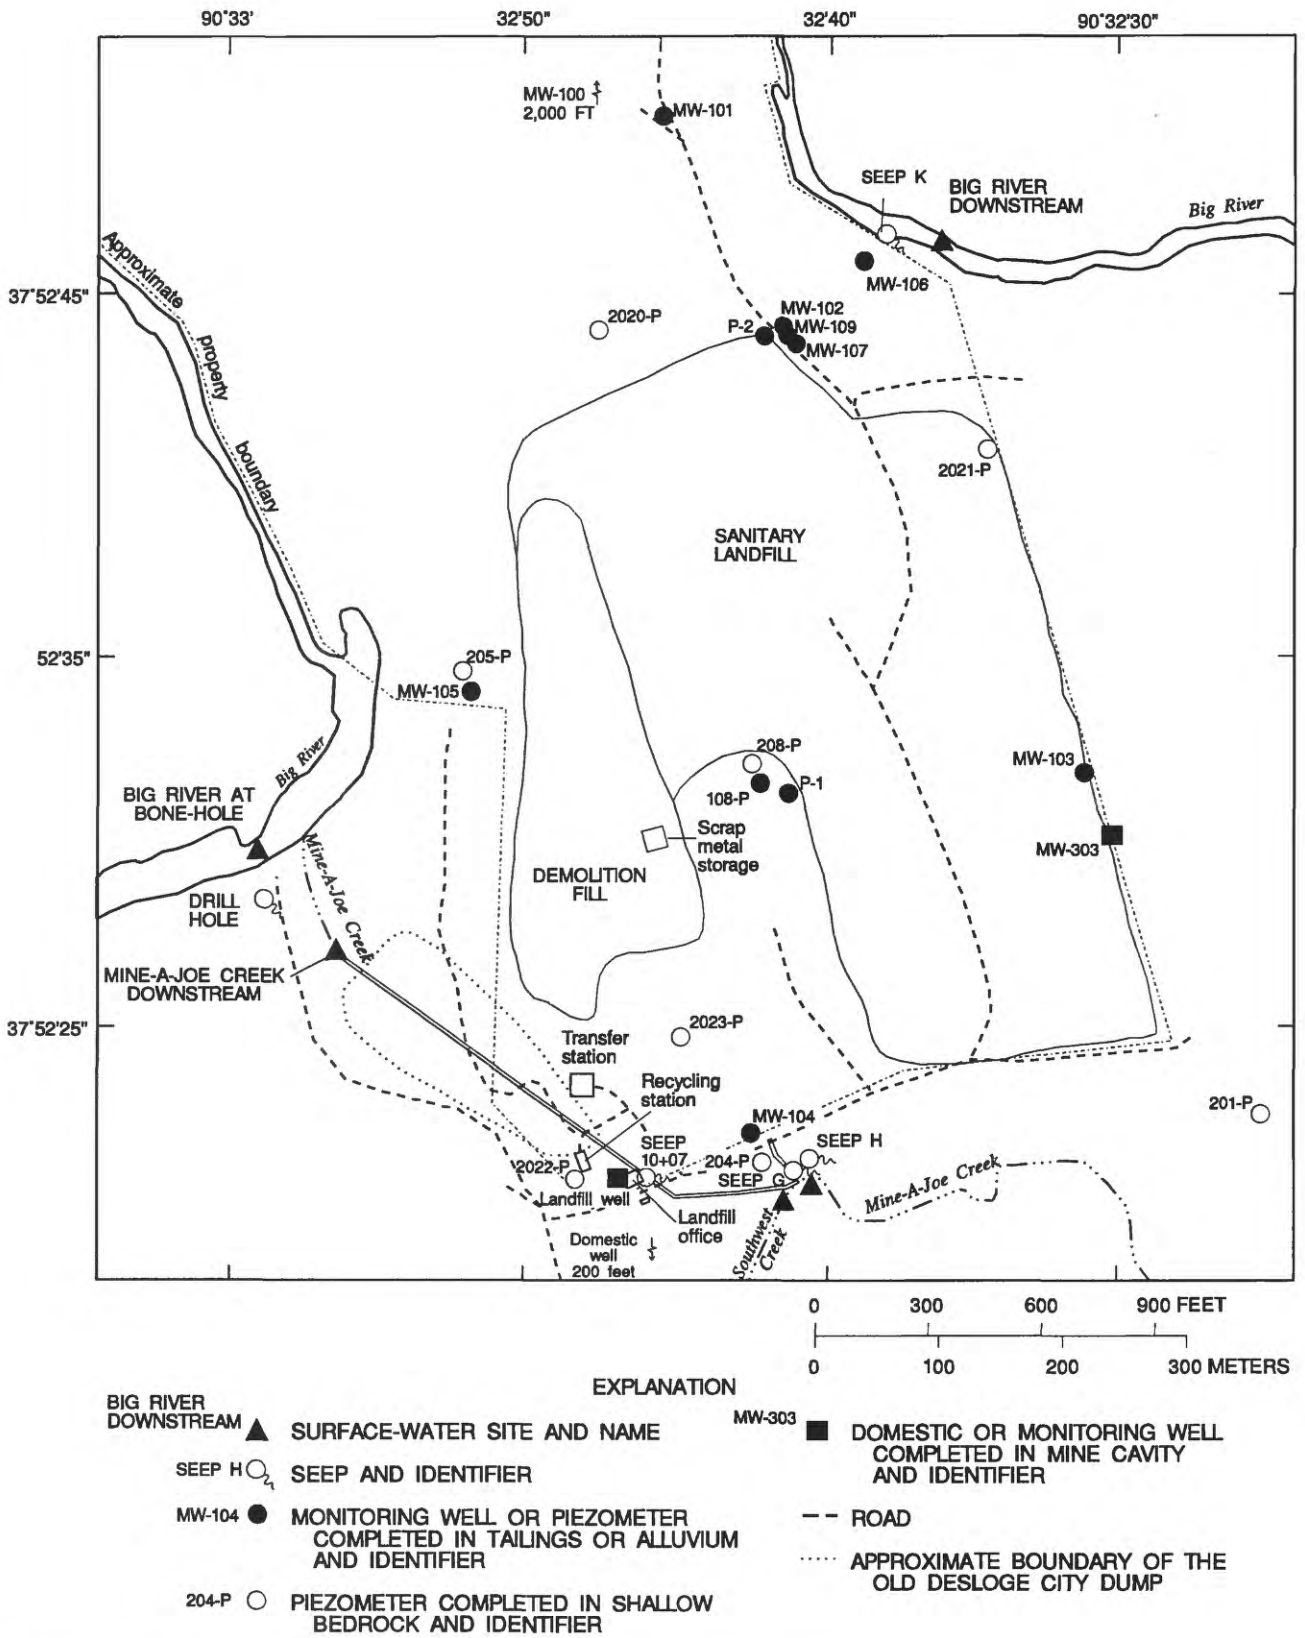 90°33'
32'50"
32'40"
90°32'30"
MW-100
2,000 FT
MW-101
SEEP K
BIG RIVER
DOWNSTREAM
Big River
Approximate
property
boundary
MW-106
37°52'45"
2020-P
P-2
MW-102
MW-109
MW-107
2021-P
SANITARY
LANDFILL
52'35"
205-P
MW-105
208-P
108-P
P-1
MW-103
MW-303
Big River
BIG RIVER AT
BONE-HOLE
Scrap
metal
storage
DEMOLITION
FILL
Mine-A-Joe Creek
DRILL
HOLE
MINE-A-JOE CREEK
DOWNSTREAM
37°52'25"
2023-P
Transfer
station
Recycling
station
MW-104
201-P
SEEP H
SEEP
10+07
204-P
SEEP G
2022-P
Landfill well
Landfill
office
Mine-A-Joe Creek
Southwest
Creek
Domestic
well
200 feet
0 300 600 900 FEET
0 100 200 300 METERS
EXPLANATION
BIG RIVER
DOWNSTREAM
SURFACE-WATER SITE AND NAME
SEEP H
SEEP AND IDENTIFIER
MW-104
MONITORING WELL OR PIEZOMETER
COMPLETED IN TAILINGS OR ALLUVIUM
AND IDENTIFIER
204-P
PIEZOMETER COMPLETED IN SHALLOW
BEDROCK AND IDENTIFIER
MW-303
DOMESTIC OR MONITORING WELL
COMPLETED IN MINE CAVITY
AND IDENTIFIER
ROAD
APPROXIMATE BOUNDARY OF THE
OLD DESLOGE CITY DUMP